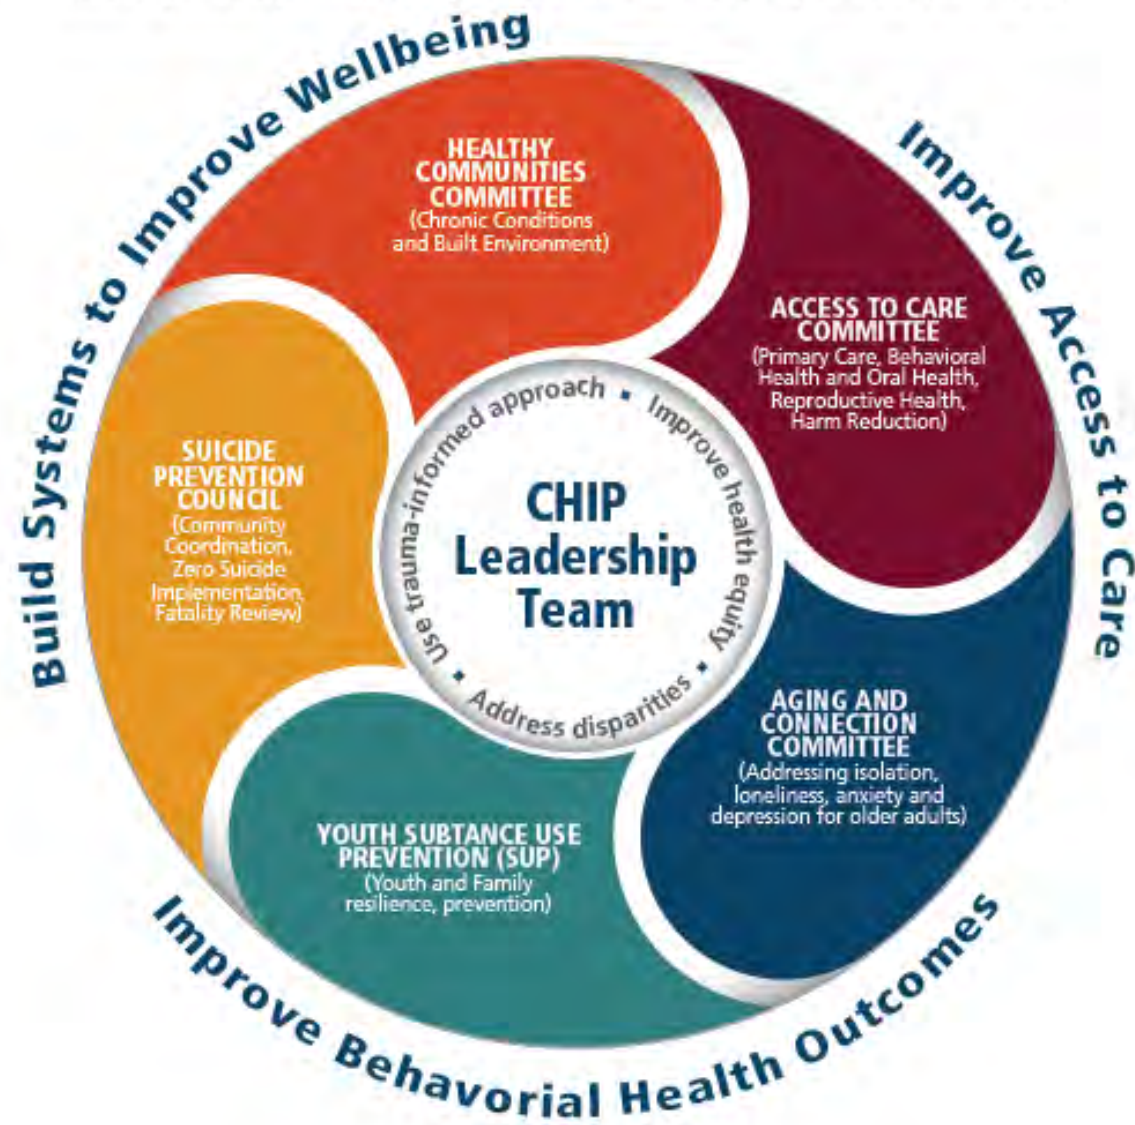 Build Systems to Improve Wellbeing
Improve Access to Care
Improve Behavorial Health Outcomes
HEALTHY
COMMUNITIES
COMMITTEE
(Chronic Conditions
and Built Environment)
ACCESS TO CARE
COMMITTEE
(Primary Care, Behavioral
Health and Oral Health,
Reproductive Health,
Harm Reduction)
SUICIDE
PREVENTION
COUNCIL
(Community
Coordination,
Zero Suicide
Implementation,
Fatality Review)
Use trauma-informed approach ▪ Improve health equity ▪ Address disparities ▪
CHIP
Leadership
Team
AGING AND
CONNECTION
COMMITTEE
(Addressing isolation,
loneliness, anxiety and
depression for older adults)
YOUTH SUBTANCE USE
PREVENTION (SUP)
(Youth and Family
resilience, prevention)